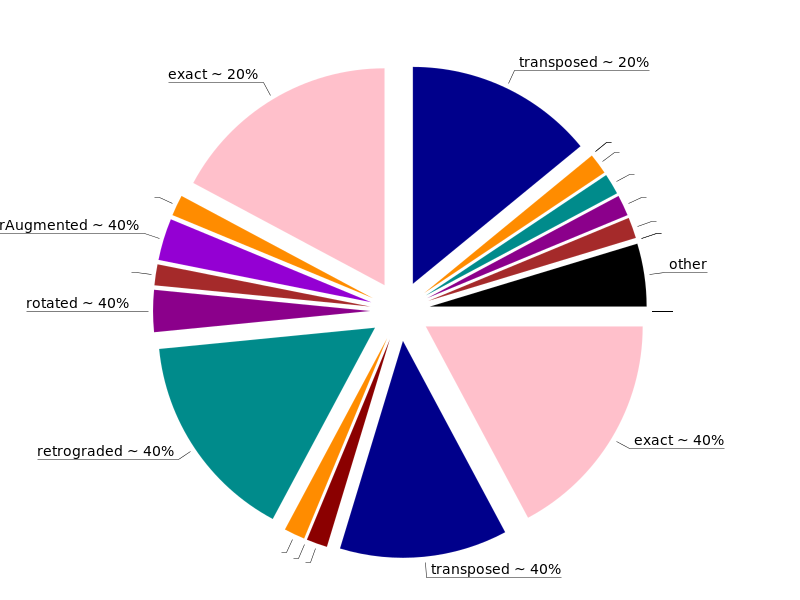 transposed ~ 20%
exact ~ 20%
rAugmented ~ 40%
other
rotated ~ 40%
exact ~ 40%
retrograded ~ 40%
transposed ~ 40%